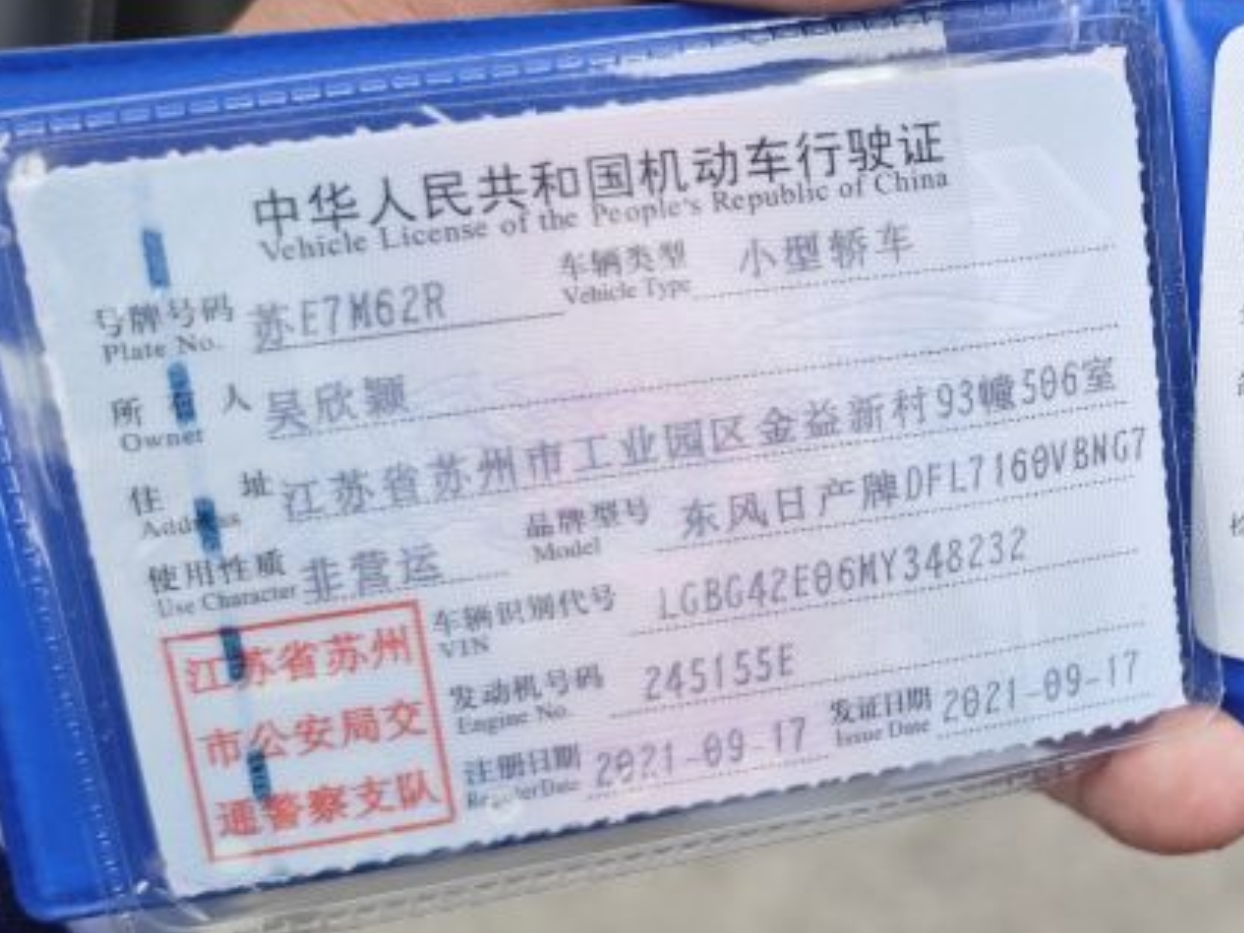 中华人民共和国机动车行驶证
Vehicle License of the People's Republic of China
号牌号码 苏E7M62R 车辆类型 小型轿车
Plate No. Vehicle Type
所有人 吴欣颖
Owner
住址 江苏省苏州市工业园区金益新村93幢506室
Address
使用性质 非营运 品牌型号 东风日产牌DFL7160VBNG7
Use Character Model
车辆识别代号 LGBG42E06MY348232
VIN
发动机号码 245155E
Engine No.
注册日期 2021-09-17 发证日期 2021-09-17
Register Date Issue Date
江苏省苏州
市公安局交
通警察支队